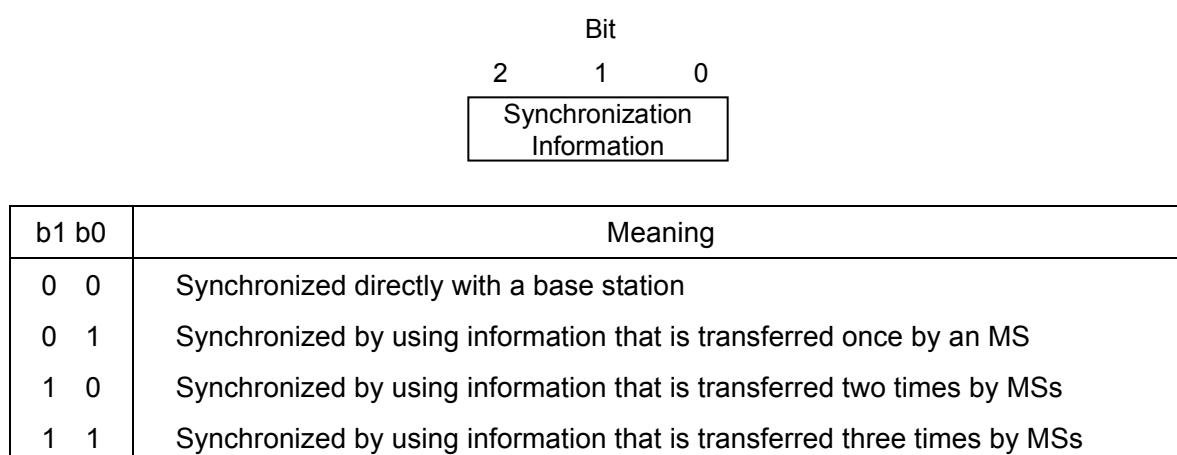 Bit
2 1 0
Synchronization
Information
b1 b0 Meaning
0 0 Synchronized directly with a base station
0 1 Synchronized by using information that is transferred once by an MS
1 0 Synchronized by using information that is transferred two times by MSs
1 1 Synchronized by using information that is transferred three times by MSs